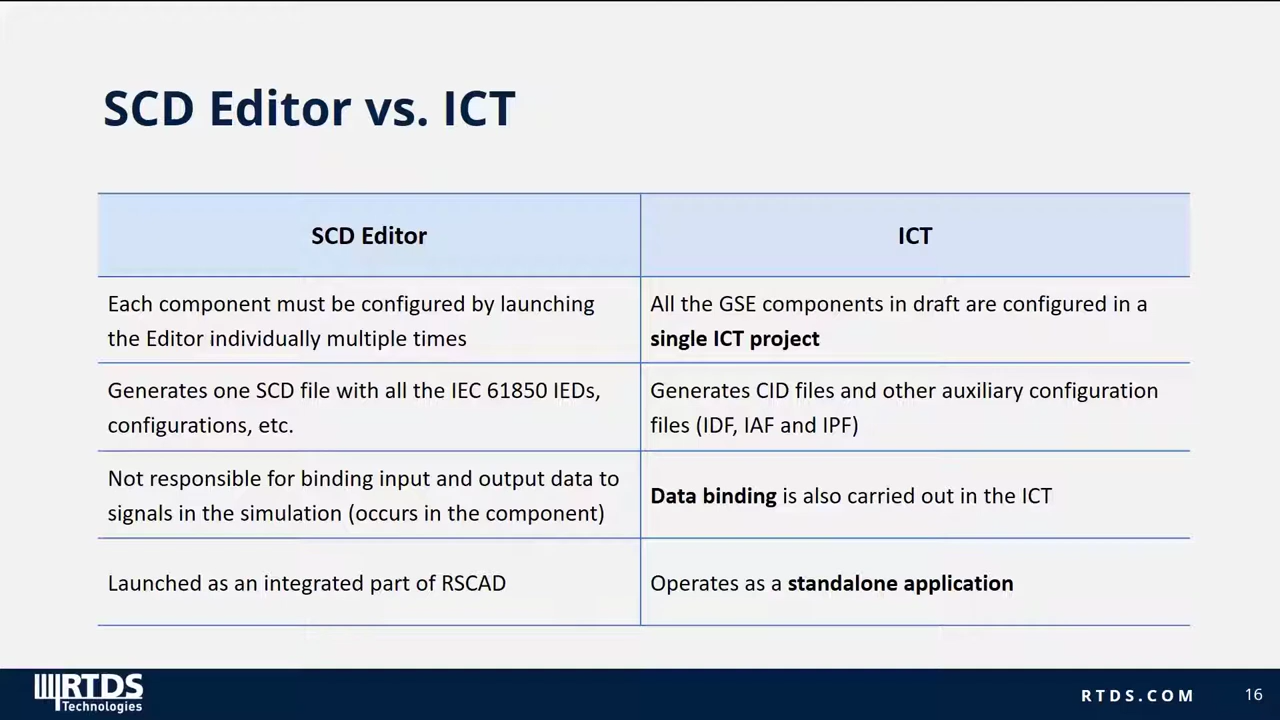 SCD Editor vs. ICT
SCD Editor
ICT
Each component must be configured by launching
the Editor individually multiple times
All the GSE components in draft are configured in a
single ICT project
Generates one SCD file with all the IEC 61850 IEDs,
configurations, etc.
Generates CID files and other auxiliary configuration
files (IDF, IAF and IPF)
Not responsible for binding input and output data to
signals in the simulation (occurs in the component)
Data binding is also carried out in the ICT
Launched as an integrated part of RSCAD
Operates as a standalone application
RTDS
Technologies
RTDS.COM
16